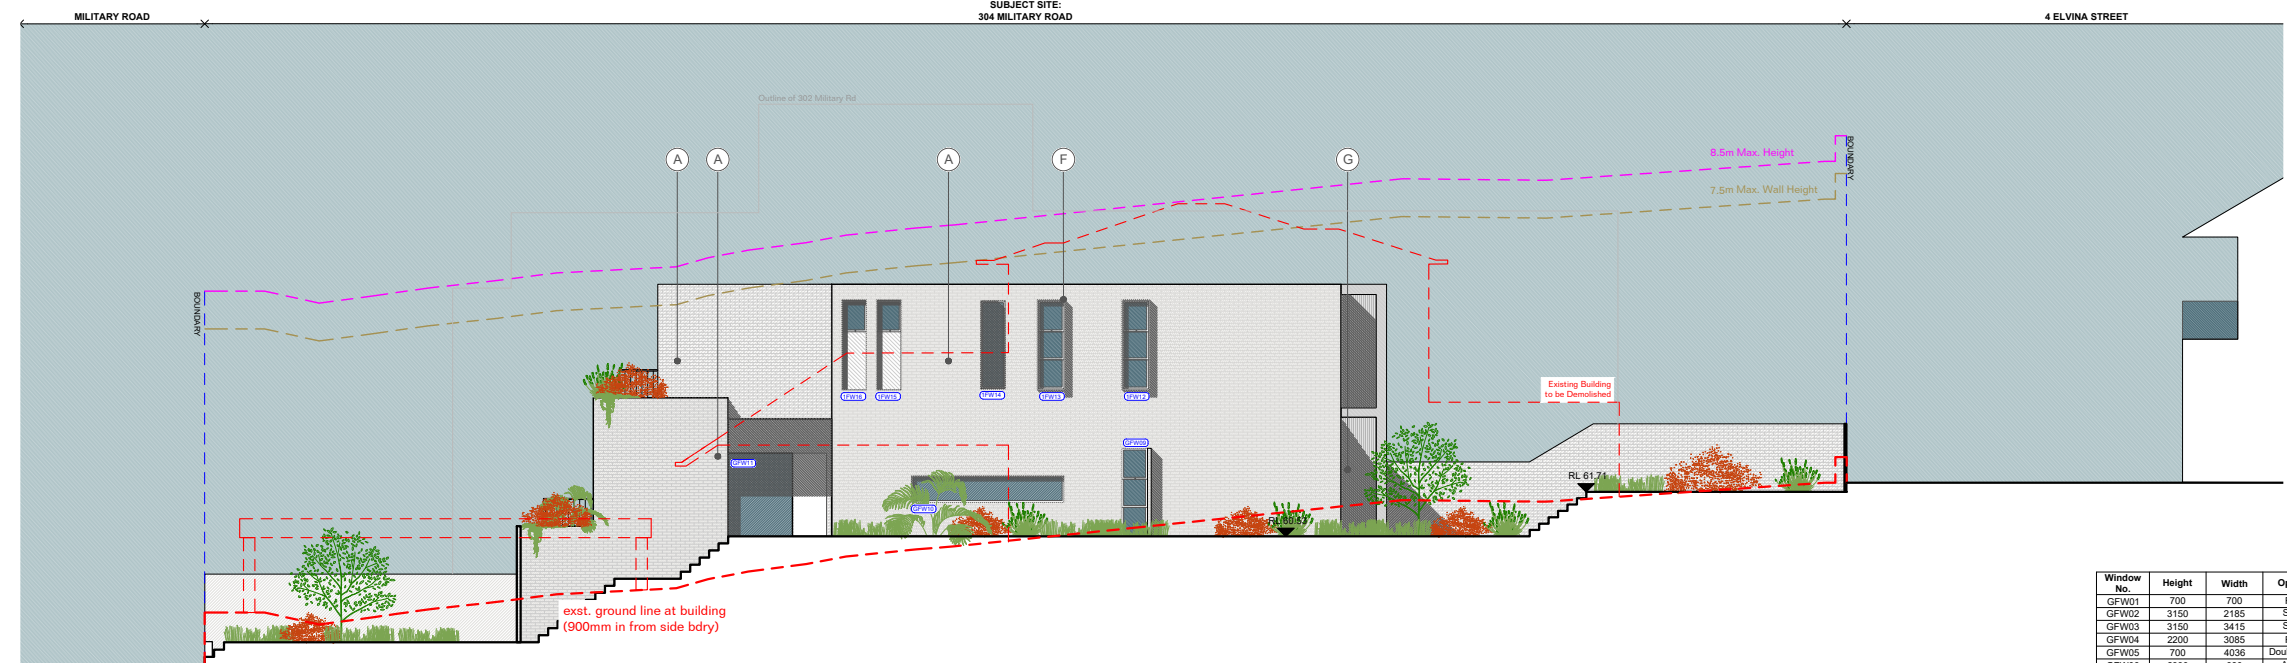 MILITARY ROAD
SUBJECT SITE:
304 MILITARY ROAD
4 ELVINA STREET
Outline of 302 Military Rd
A
A
A
F
G
8.5m Max. Height
BOUNDARY
7.5m Max. Wall Height
BOUNDARY
Existing Building
to be Demolished
1FW16
1FW15
1FW14
1FW13
1FW12
GFW09
GFW11
GFW10
RL 61.71
RL 60.53
exst. ground line at building
(900mm in from side bdry)
Window No. Height Width
GFW01 700 700
GFW02 3150 2185 S
GFW03 3150 3415 S
GFW04 2200 3085
GFW05 700 4036